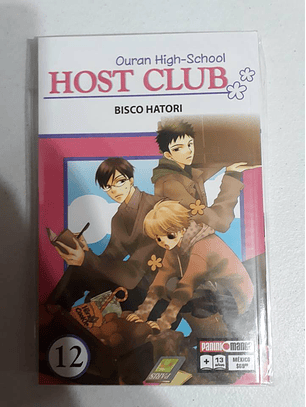 Ouran High-School
HOST CLUB
BISCO HATORI
12
PANINI MANGA
+ 13
MÉXICO